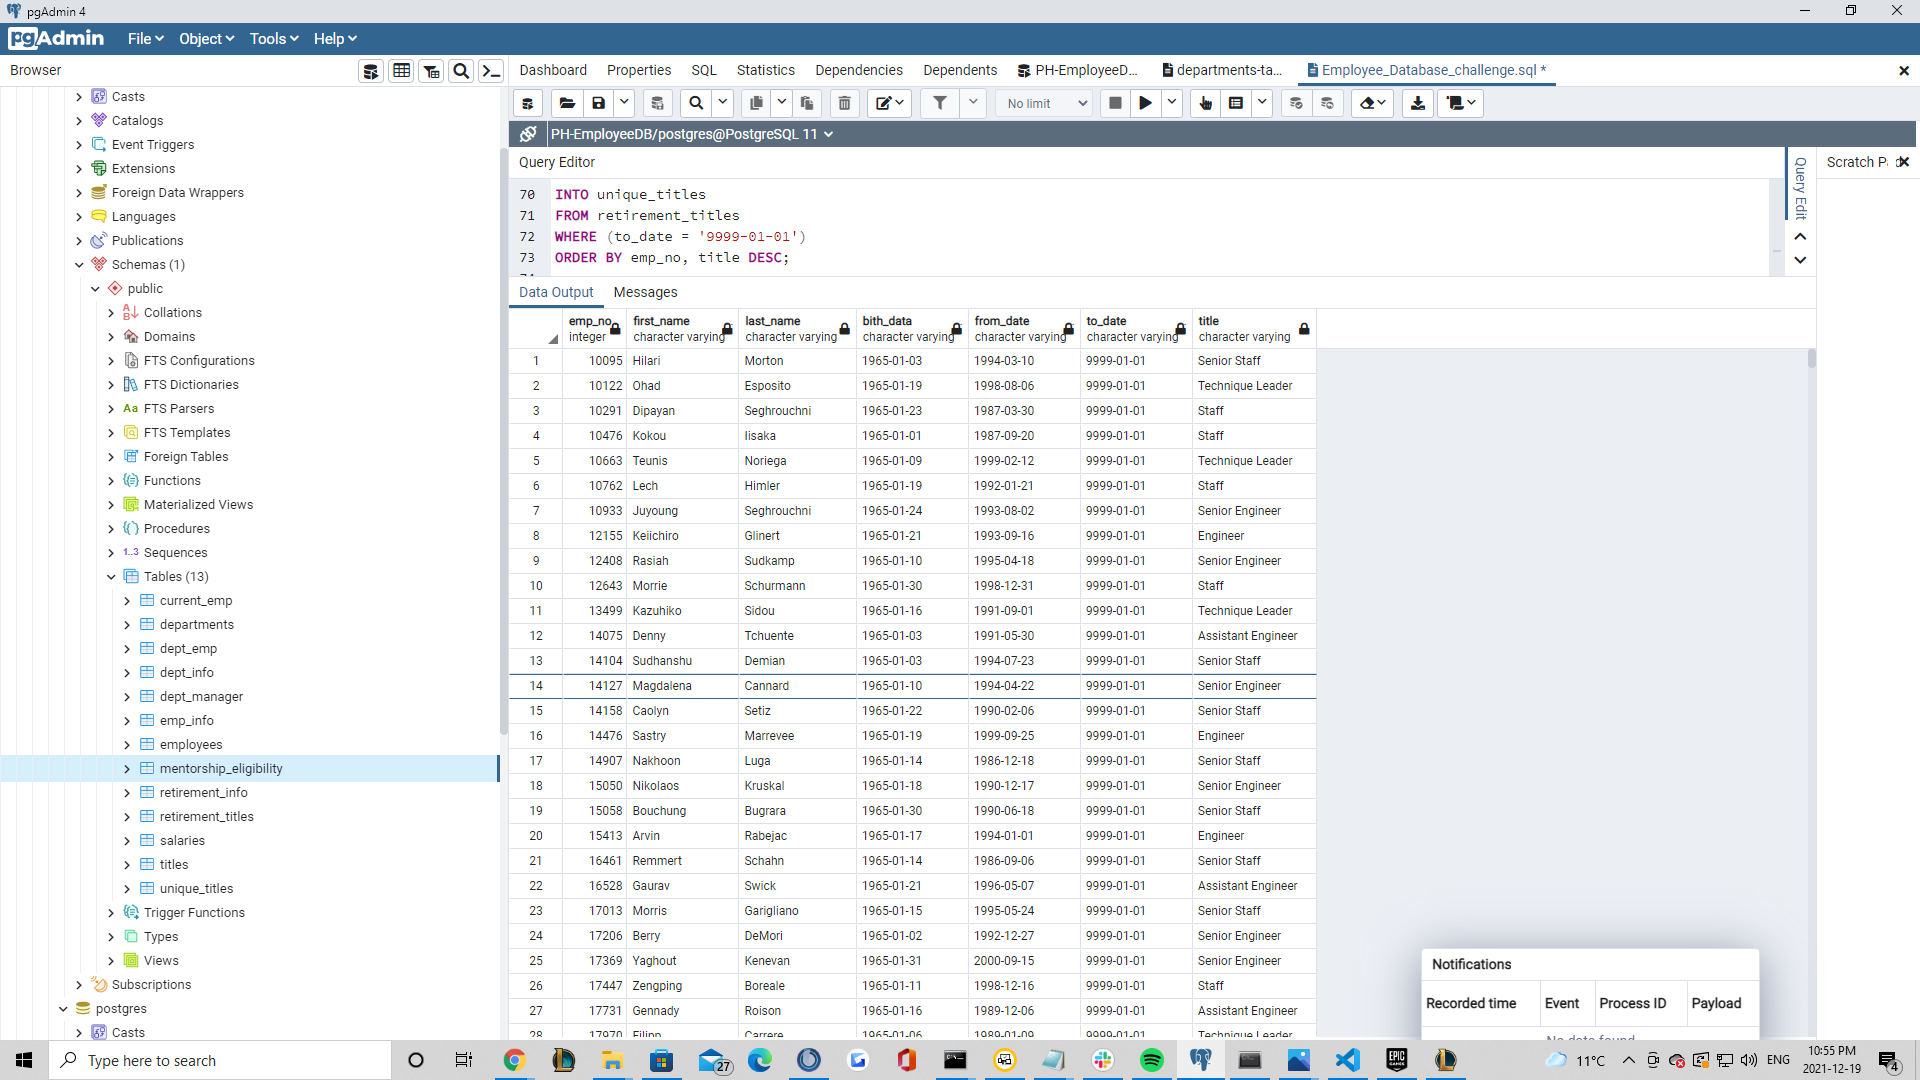 pgAdmin 4
pgAdmin File Object Tools Help
Browser
Dashboard Properties SQL Statistics Dependencies Dependents PH-EmployeeD... departments-ta... Employee_Database_challenge.sql *
No limit
PH-EmployeeDB/postgres@PostgreSQL 11
Query Editor
Query Edit
Scratch P
70 INTO unique_titles
71 FROM retirement_titles
72 WHERE (to_date = '9999-01-01')
73 ORDER BY emp_no, title DESC;
Casts
Catalogs
Event Triggers
Extensions
Foreign Data Wrappers
Languages
Publications
Schemas (1)
public
Collations
Domains
FTS Configurations
FTS Dictionaries
Aa FTS Parsers
FTS Templates
Foreign Tables
Functions
Materialized Views
Procedures
1..3 Sequences
Tables (13)
current_emp
departments
dept_emp
dept_info
dept_manager
emp_info
employees
mentorship_eligibility
retirement_info
retirement_titles
salaries
titles
unique_titles
Trigger Functions
Types
Views
Subscriptions
postgres
Casts
Data Output Messages
emp_no first_name last_name bith_data from_date to_date title
integer character varying character varying character varying character varying character varying character varying
1 10095 Hilari Morton 1965-01-03 1994-03-10 9999-01-01 Senior Staff
2 10122 Ohad Esposito 1965-01-19 1998-08-06 9999-01-01 Technique Leader
3 10291 Dipayan Seghrouchni 1965-01-23 1987-03-30 9999-01-01 Staff
4 10476 Kokou Iisaka 1965-01-01 1987-09-20 9999-01-01 Staff
5 10663 Teunis Noriega 1965-01-09 1999-02-12 9999-01-01 Technique Leader
6 10762 Lech Himler 1965-01-19 1992-01-21 9999-01-01 Staff
7 10933 Juyoung Seghrouchni 1965-01-24 1993-08-02 9999-01-01 Senior Engineer
8 12155 Keiichiro Glinert 1965-01-21 1993-09-16 9999-01-01 Engineer
9 12408 Rasiah Sudkamp 1965-01-10 1995-04-18 9999-01-01 Senior Engineer
10 12643 Morrie Schurmann 1965-01-30 1998-12-31 9999-01-01 Staff
11 13499 Kazuhiko Sidou 1965-01-16 1991-09-01 9999-01-01 Technique Leader
12 14075 Denny Tchuente 1965-01-03 1991-05-30 9999-01-01 Assistant Engineer
13 14104 Sudhanshu Demian 1965-01-03 1994-07-23 9999-01-01 Senior Staff
14 14127 Magdalena Cannard 1965-01-10 1994-04-22 9999-01-01 Senior Engineer
15 14158 Caolyn Setiz 1965-01-22 1990-02-06 9999-01-01 Senior Staff
16 14476 Sastry Marrevee 1965-01-19 1999-09-25 9999-01-01 Engineer
17 14907 Nakhoon Luga 1965-01-14 1986-12-18 9999-01-01 Senior Staff
18 15050 Nikolaos Kruskal 1965-01-18 1990-12-17 9999-01-01 Senior Engineer
19 15058 Bouchung Bugrara 1965-01-30 1990-06-18 9999-01-01 Senior Staff
20 15413 Arvin Rabejac 1965-01-17 1994-01-01 9999-01-01 Engineer
21 16461 Remmert Schahn 1965-01-14 1986-09-06 9999-01-01 Senior Staff
22 16528 Gaurav Swick 1965-01-21 1996-05-07 9999-01-01 Assistant Engineer
23 17013 Morris Garigliano 1965-01-15 1995-05-24 9999-01-01 Senior Staff
24 17206 Berry DeMori 1965-01-02 1992-12-27 9999-01-01 Senior Engineer
25 17369 Yaghout Kenevan 1965-01-31 2000-09-15 9999-01-01 Senior Engineer
26 17447 Zengping Boreale 1965-01-11 1998-12-16 9999-01-01 Staff
27 17731 Gennady Roison 1965-01-16 1989-12-06 9999-01-01 Assistant Engineer
28 17970 Filipp Carrere 1965-01-06 1989-01-09 9999-01-01 Technique Leader
Notifications
Recorded time Event Process ID Payload
No data found
Type here to search
27
11°C
ENG
10:55 PM
2021-12-19
4